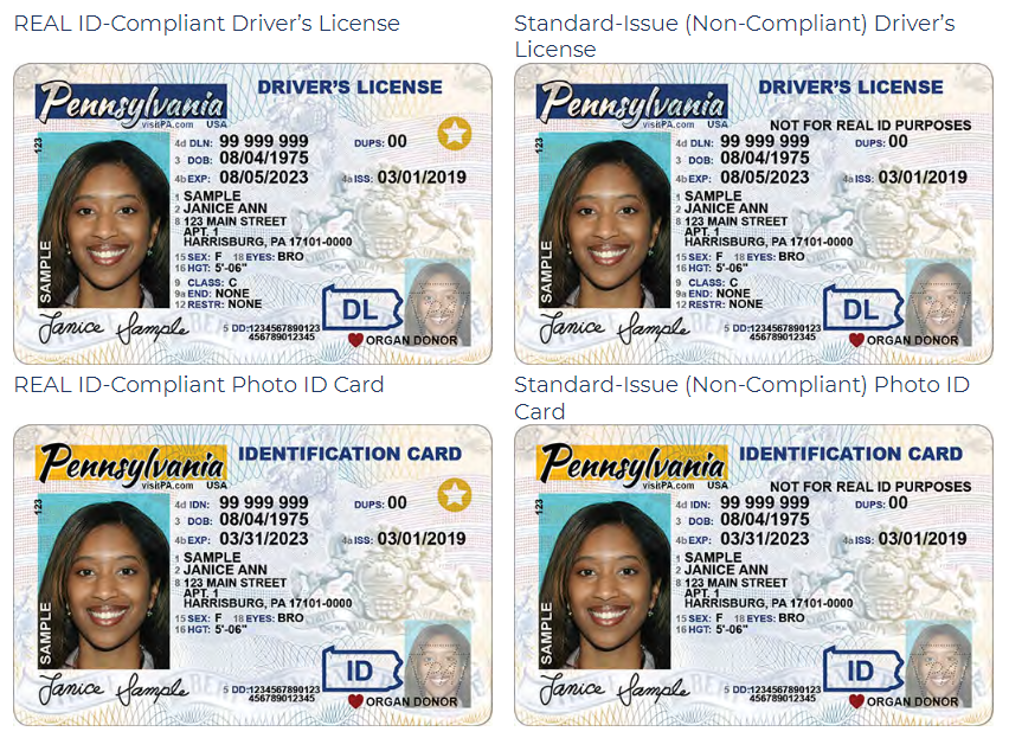 REAL ID-Compliant Driver's License
Pennsylvania
visitPA.com USA
DRIVER'S LICENSE
123
4d DLN: 99 999 999 DUPS: 00
3 DOB: 08/04/1975
4b EXP: 08/05/2023 4a ISS: 03/01/2019
1 SAMPLE
2 JANICE ANN
8 123 MAIN STREET
APT. 1
HARRISBURG, PA 17101-0000
15 SEX: F 18 EYES: BRO
16 HGT: 5'-06"
9 CLASS: C
9a END: NONE
12 RESTR: NONE
SAMPLE
DL
Janice Sample
5 DD:1234567890123
456789012345
ORGAN DONOR
Standard-Issue (Non-Compliant) Driver's
License
Pennsylvania
visitPA.com USA
DRIVER'S LICENSE
NOT FOR REAL ID PURPOSES
123
4d DLN: 99 999 999 DUPS: 00
3 DOB: 08/04/1975
4b EXP: 08/05/2023 4a ISS: 03/01/2019
1 SAMPLE
2 JANICE ANN
8 123 MAIN STREET
APT. 1
HARRISBURG, PA 17101-0000
15 SEX: F 18 EYES: BRO
16 HGT: 5'-06"
9 CLASS: C
9a END: NONE
12 RESTR: NONE
SAMPLE
DL
Janice Sample
5 DD:1234567890123
456789012345
ORGAN DONOR
REAL ID-Compliant Photo ID Card
Pennsylvania
visitPA.com USA
IDENTIFICATION CARD
123
4d IDN: 99 999 999 DUPS: 00
3 DOB: 08/04/1975
4b EXP: 03/31/2023 4a ISS: 03/01/2019
1 SAMPLE
2 JANICE ANN
8 123 MAIN STREET
APT. 1
HARRISBURG, PA 17101-0000
15 SEX: F 18 EYES: BRO
16 HGT: 5'-06"
SAMPLE
ID
Janice Sample
5 DD:1234567890123
456789012345
ORGAN DONOR
Standard-Issue (Non-Compliant) Photo ID
Card
Pennsylvania
visitPA.com USA
IDENTIFICATION CARD
NOT FOR REAL ID PURPOSES
123
4d IDN: 99 999 999 DUPS: 00
3 DOB: 08/04/1975
4b EXP: 03/31/2023 4a ISS: 03/01/2019
1 SAMPLE
2 JANICE ANN
8 123 MAIN STREET
APT. 1
HARRISBURG, PA 17101-0000
15 SEX: F 18 EYES: BRO
16 HGT: 5'-06"
SAMPLE
ID
Janice Sample
5 DD:1234567890123
456789012345
ORGAN DONOR